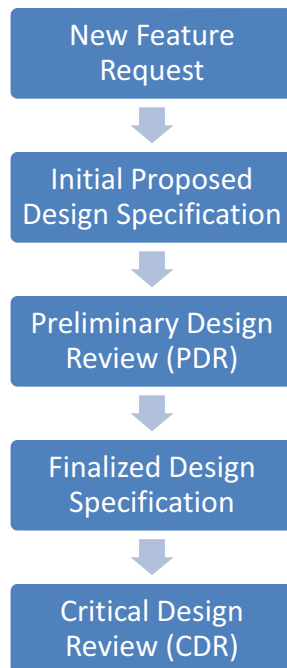 New Feature
Request
Initial Proposed
Design Specification
Preliminary Design
Review (PDR)
Finalized Design
Specification
Critical Design
Review (CDR)